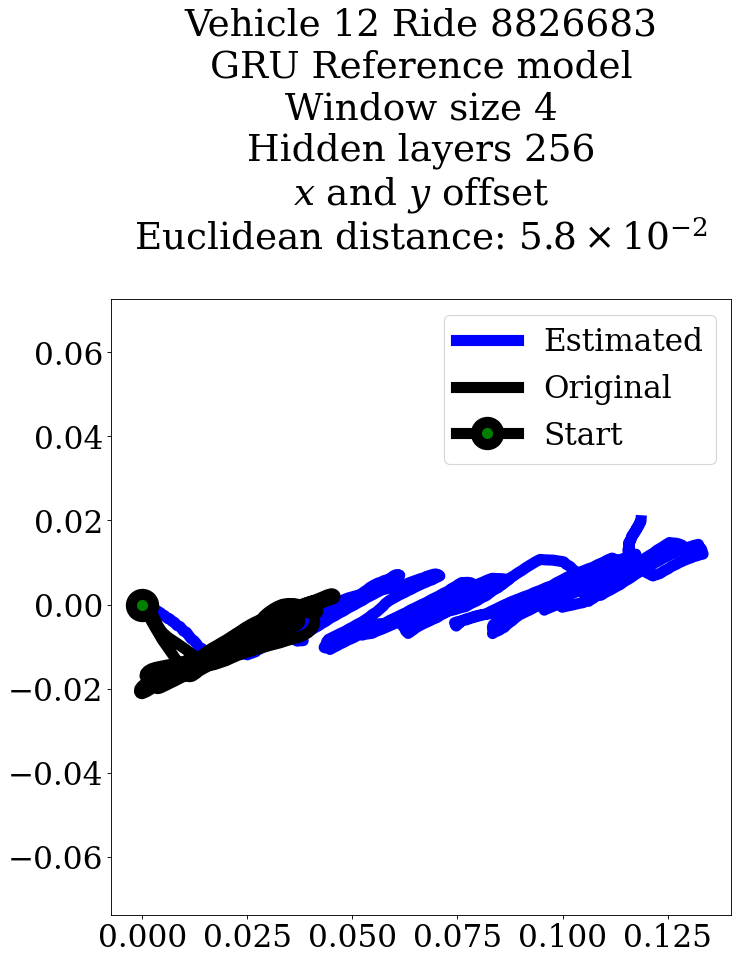 Vehicle 12 Ride 8826683
GRU Reference model
Window size 4
Hidden layers 256
x and y offset
Euclidean distance: 5.8 × 10⁻²
Estimated
Original
Start
0.06
0.04
0.02
0.00
−0.02
−0.04
−0.06
0.000 0.025 0.050 0.075 0.100 0.125